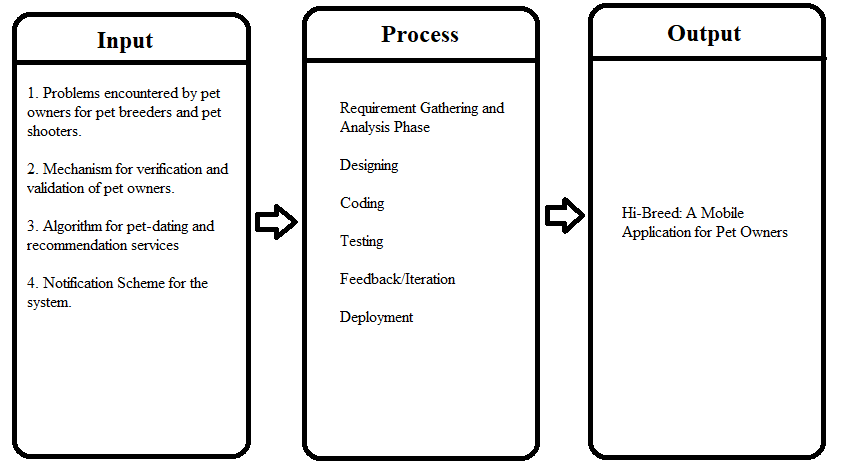 Input
1. Problems encountered by pet
owners for pet breeders and pet
shooters.
2. Mechanism for verification and
validation of pet owners.
3. Algorithm for pet-dating and
recommendation services
4. Notification Scheme for the
system.
Process
Requirement Gathering and
Analysis Phase
Designing
Coding
Testing
Feedback/Iteration
Deployment
Output
Hi-Breed: A Mobile
Application for Pet Owners